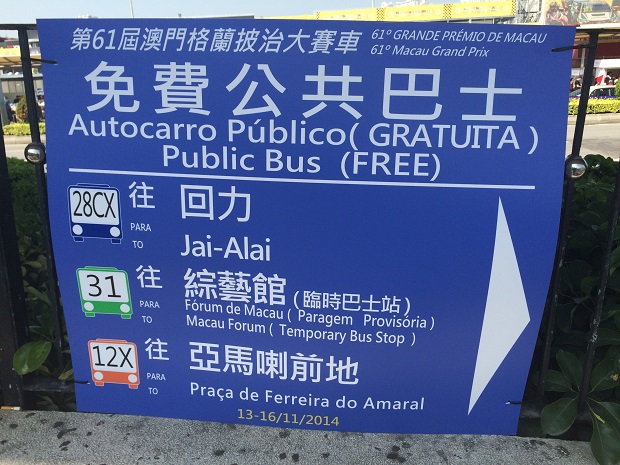 第61屆澳門格蘭披治大賽車
61º GRANDE PRÉMIO DE MACAU
61º Macau Grand Prix
免費公共巴士
Autocarro Público( GRATUITA )
Public Bus (FREE)
28CX
往
PARA
TO
回力
Jai-Alai
31
往
PARA
TO
綜藝館(臨時巴士站)
Fórum de Macau ( Paragem Provisória )
Macau Forum ( Temporary Bus Stop )
12X
往
PARA
TO
亞馬喇前地
Praça de Ferreira do Amaral
13-16/11/2014